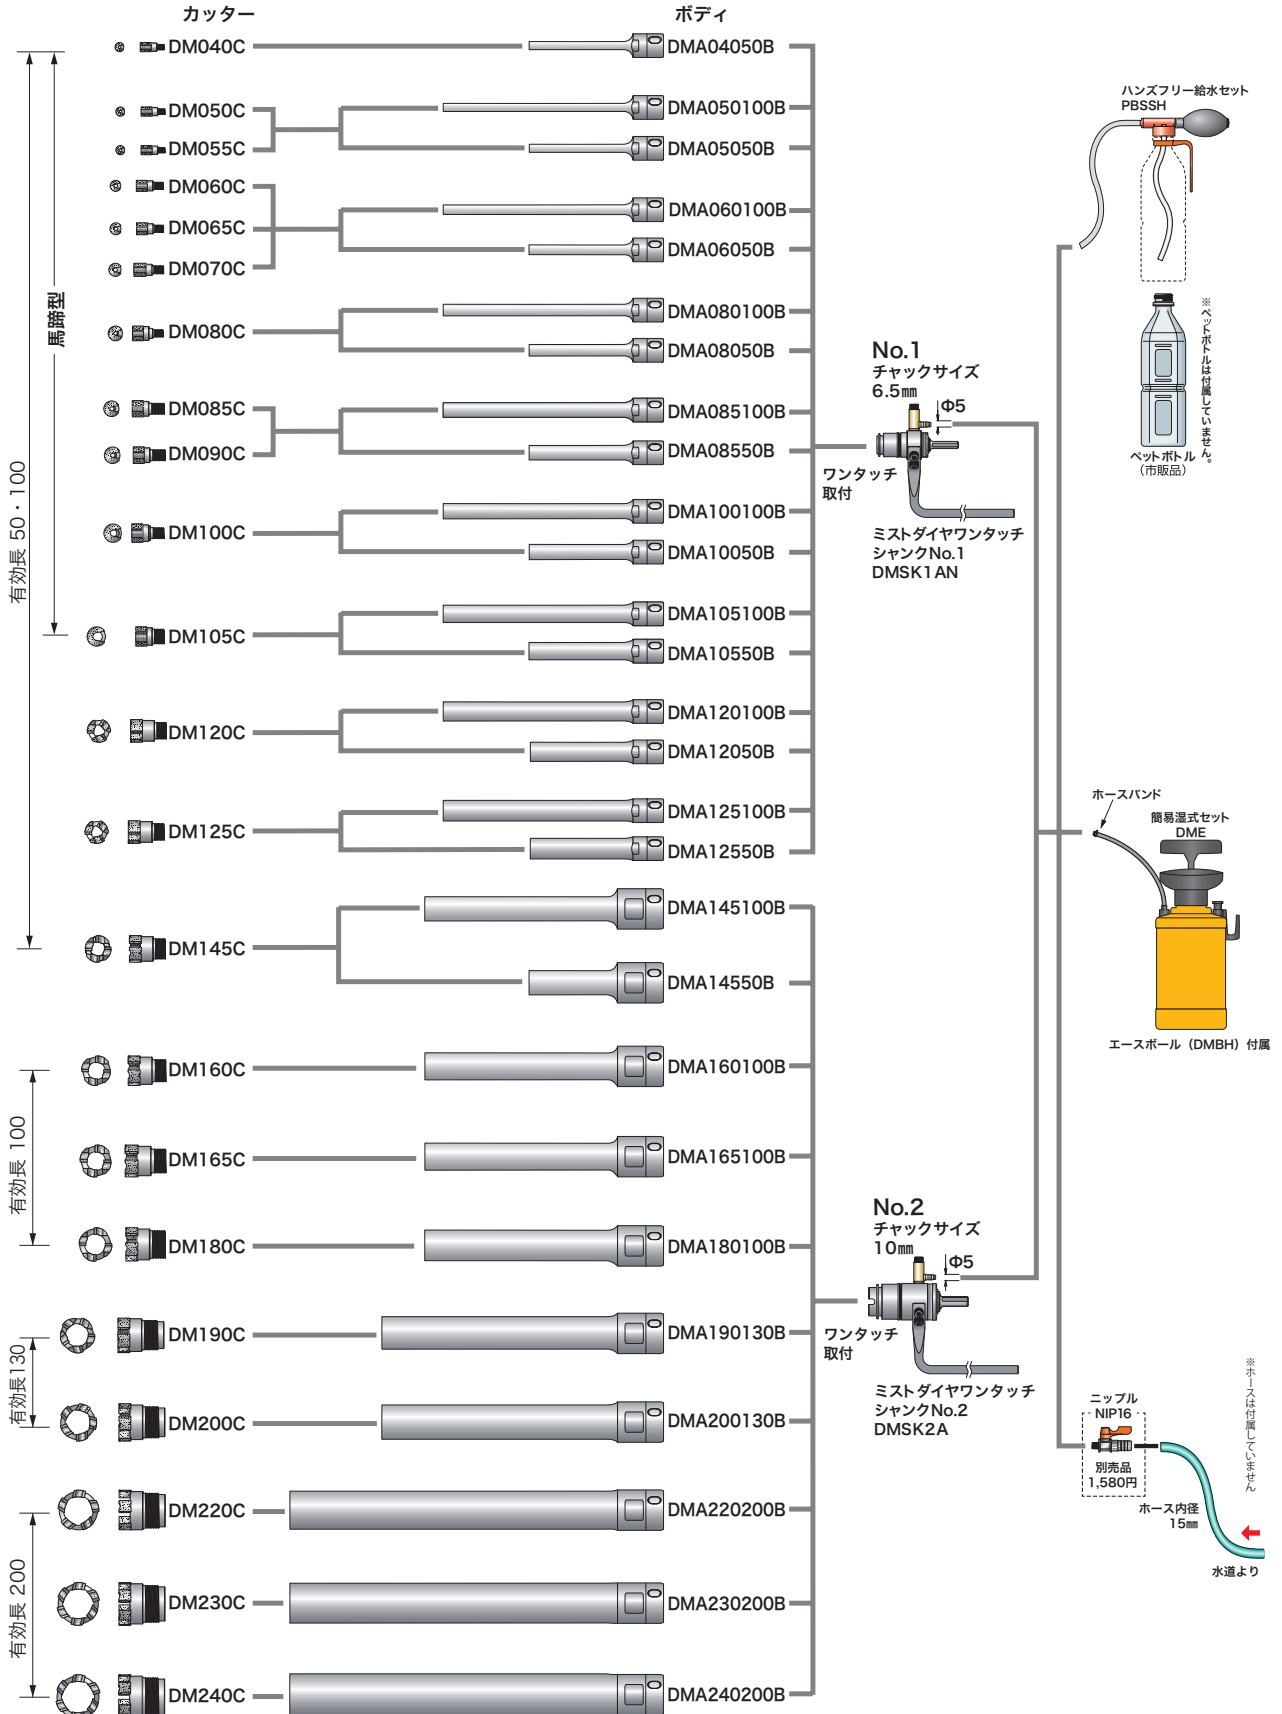 カッター
ボディ
DM040C
DMA04050B
DM050C
DMA050100B
DM055C
DMA05050B
DM060C
DM065C
DM070C
DMA060100B
DMA06050B
馬蹄型
DM080C
DMA080100B
DMA08050B
DM085C
DMA085100B
DM090C
DMA08550B
有効長 50・100
DM100C
DMA100100B
DMA10050B
DM105C
DMA105100B
DMA10550B
DM120C
DMA120100B
DMA12050B
DM125C
DMA125100B
DMA12550B
DM145C
DMA145100B
DMA14550B
有効長 100
DM160C
DMA160100B
DM165C
DMA165100B
DM180C
DMA180100B
有効長130
DM190C
DMA190130B
DM200C
DMA200130B
有効長 200
DM220C
DMA220200B
DM230C
DMA230200B
DM240C
DMA240200B
No.1
チャックサイズ
6.5㎜
Φ5
ワンタッチ
取付
ミストダイヤワンタッチ
シャンクNo.1
DMSK1AN
No.2
チャックサイズ
10㎜
Φ5
ワンタッチ
取付
ミストダイヤワンタッチ
シャンクNo.2
DMSK2A
ハンズフリー給水セット
PBSSH
※ペットボトルは付属していません。
ペットボトル
（市販品）
ホースバンド
簡易湿式セット
DME
エースボール（DMBH）付属
ニップル
NIP16
別売品
1,580円
※ホースは付属していません
ホース内径
15㎜
水道より